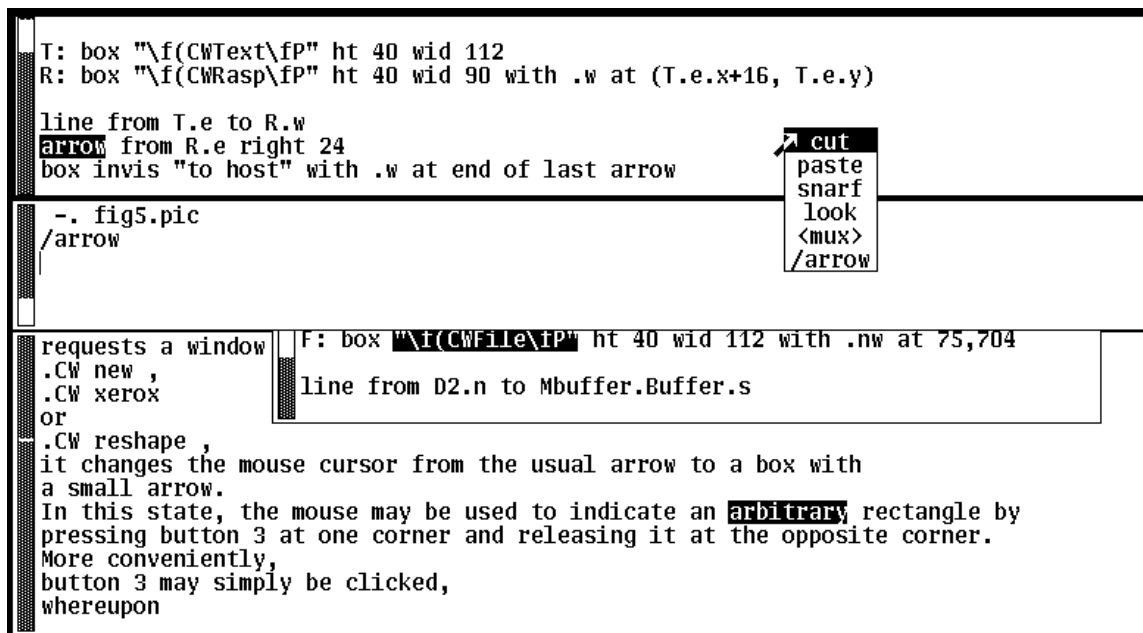 T: box "\f(CWText\fP" ht 40 wid 112
R: box "\f(CWRasp\fP" ht 40 wid 90 with .w at (T.e.x+16, T.e.y)
line from T.e to R.w
arrow from R.e right 24
box invis "to host" with .w at end of last arrow
cut
paste
snarf
look
<mux>
/arrow
-. fig5.pic
/arrow
F: box "\f(CWFile\fP" ht 40 wid 112 with .nw at 75,704
line from D2.n to Mbuffer.Buffer.s
requests a window
.CW new ,
.CW xerox
or
.CW reshape ,
it changes the mouse cursor from the usual arrow to a box with
a small arrow.
In this state, the mouse may be used to indicate an arbitrary rectangle by
pressing button 3 at one corner and releasing it at the opposite corner.
More conveniently,
button 3 may simply be clicked,
whereupon